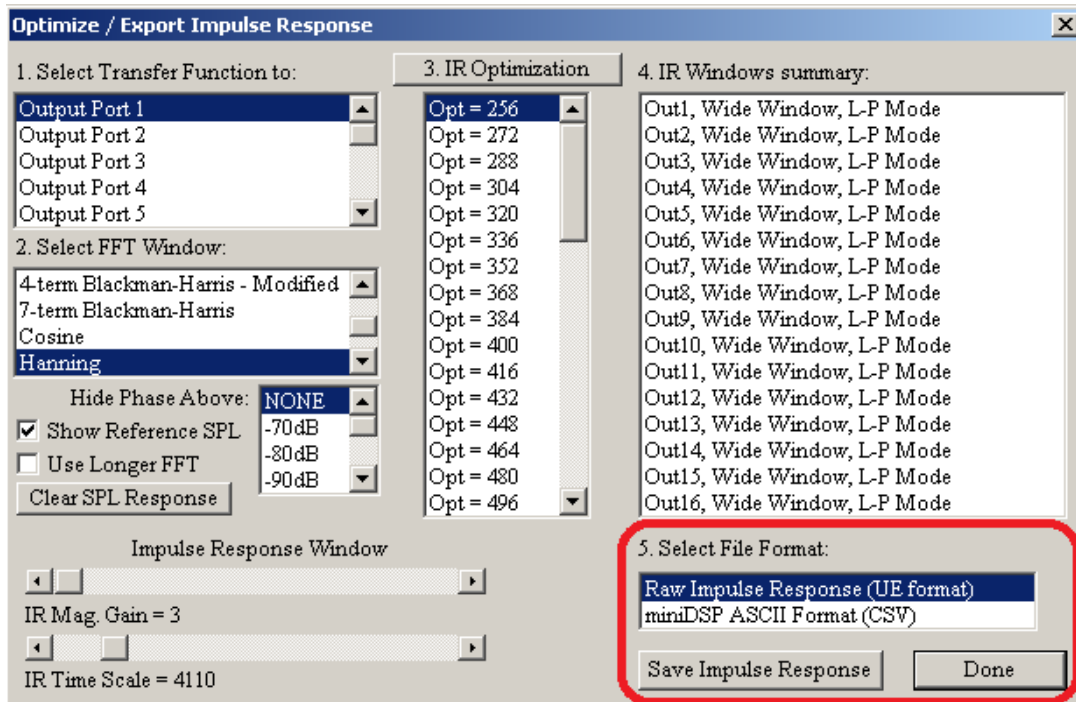 Optimize / Export Impulse Response
1. Select Transfer Function to:
Output Port 1
Output Port 2
Output Port 3
Output Port 4
Output Port 5
2. Select FFT Window:
4-term Blackman-Harris - Modified
7-term Blackman-Harris
Cosine
Hanning
Hide Phase Above:
NONE
-70dB
-80dB
-90dB
Show Reference SPL
Use Longer FFT
Clear SPL Response
3. IR Optimization
Opt = 256
Opt = 272
Opt = 288
Opt = 304
Opt = 320
Opt = 336
Opt = 352
Opt = 368
Opt = 384
Opt = 400
Opt = 416
Opt = 432
Opt = 448
Opt = 464
Opt = 480
Opt = 496
4. IR Windows summary:
Out1, Wide Window, L-P Mode
Out2, Wide Window, L-P Mode
Out3, Wide Window, L-P Mode
Out4, Wide Window, L-P Mode
Out5, Wide Window, L-P Mode
Out6, Wide Window, L-P Mode
Out7, Wide Window, L-P Mode
Out8, Wide Window, L-P Mode
Out9, Wide Window, L-P Mode
Out10, Wide Window, L-P Mode
Out11, Wide Window, L-P Mode
Out12, Wide Window, L-P Mode
Out13, Wide Window, L-P Mode
Out14, Wide Window, L-P Mode
Out15, Wide Window, L-P Mode
Out16, Wide Window, L-P Mode
Impulse Response Window
IR Mag. Gain = 3
IR Time Scale = 4110
5. Select File Format:
Raw Impulse Response (UE format)
miniDSP ASCII Format (CSV)
Save Impulse Response
Done